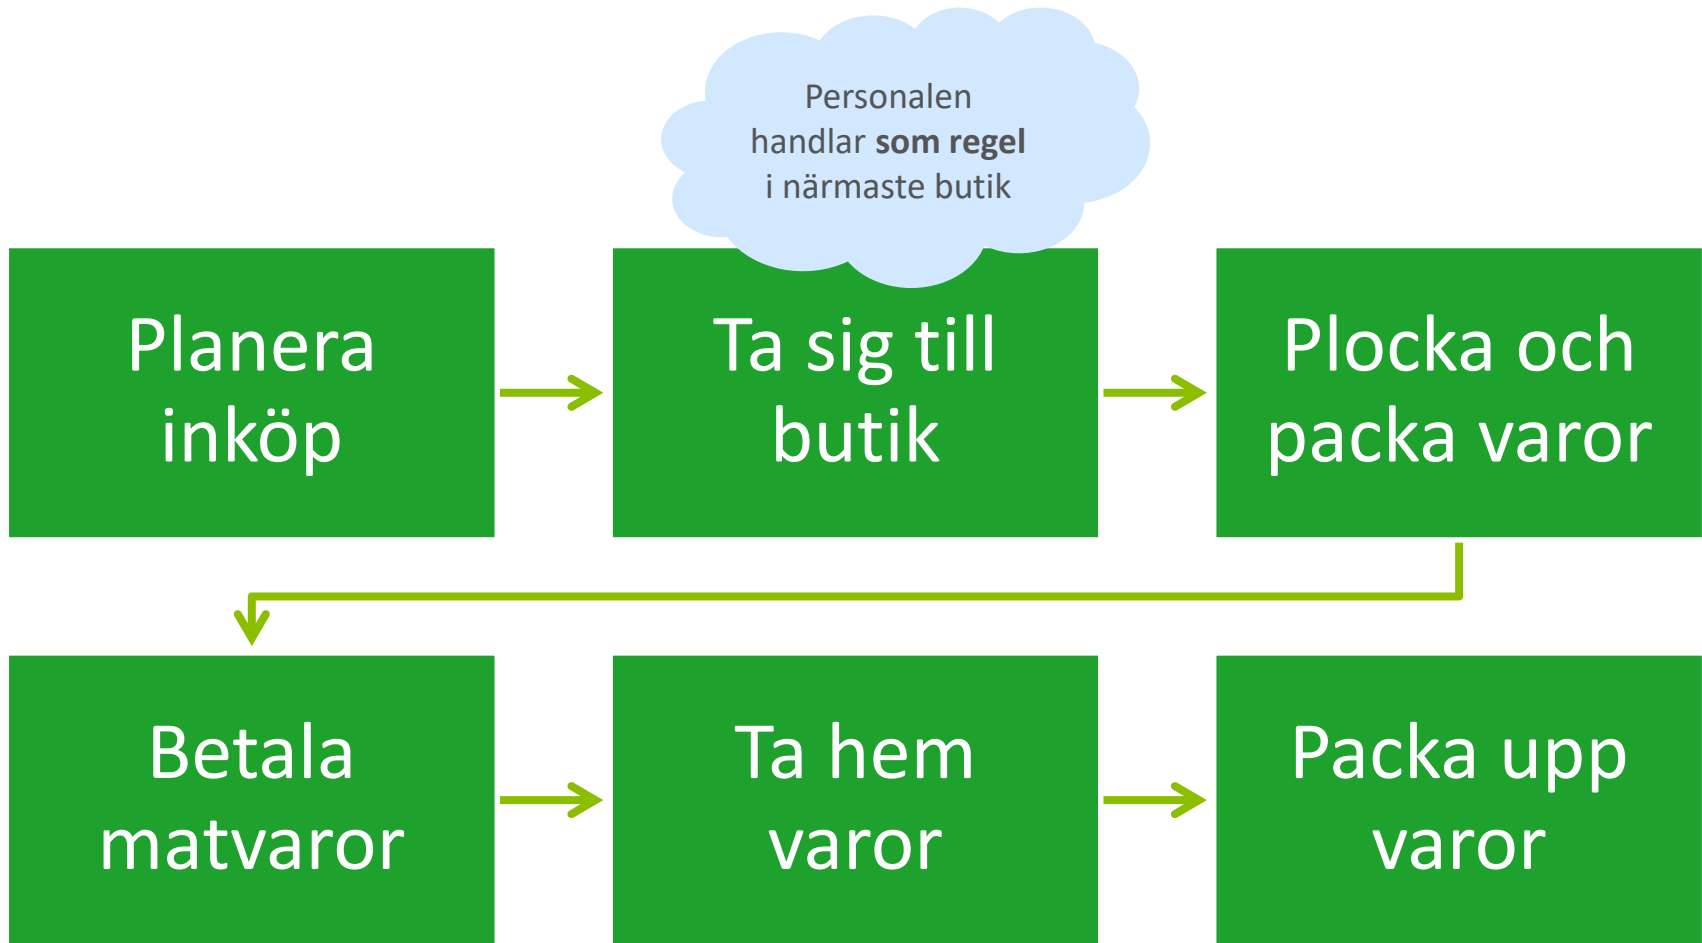 Personalen
handlar som regel
i närmaste butik
Planera
inköp
Ta sig till
butik
Plocka och
packa varor
Betala
matvaror
Ta hem
varor
Packa upp
varor